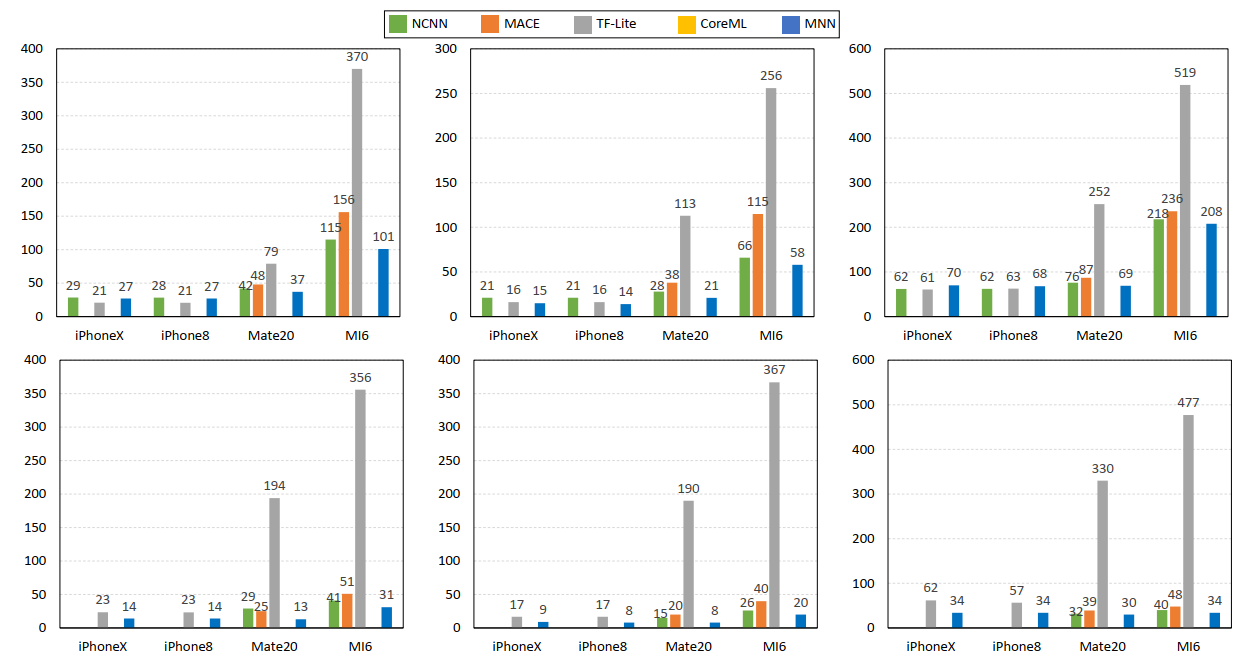 NCNN MACE TF-Lite CoreML MNN
400 350 300 250 200 150 100 50 0
29 21 27 28 21 27 42 48 79 37 115 156 370 101
iPhoneX iPhone8 Mate20 MI6
300 250 200 150 100 50 0
21 16 15 21 16 14 28 38 113 21 66 115 256 58
iPhoneX iPhone8 Mate20 MI6
600 500 400 300 200 100 0
62 61 70 62 63 68 76 87 252 69 218 236 519 208
iPhoneX iPhone8 Mate20 MI6
400 350 300 250 200 150 100 50 0
23 14 23 14 29 25 194 13 41 51 356 31
iPhoneX iPhone8 Mate20 MI6
400 350 300 250 200 150 100 50 0
17 9 17 8 15 20 190 8 26 40 367 20
iPhoneX iPhone8 Mate20 MI6
600 500 400 300 200 100 0
62 34 57 34 32 39 330 30 40 48 477 34
iPhoneX iPhone8 Mate20 MI6